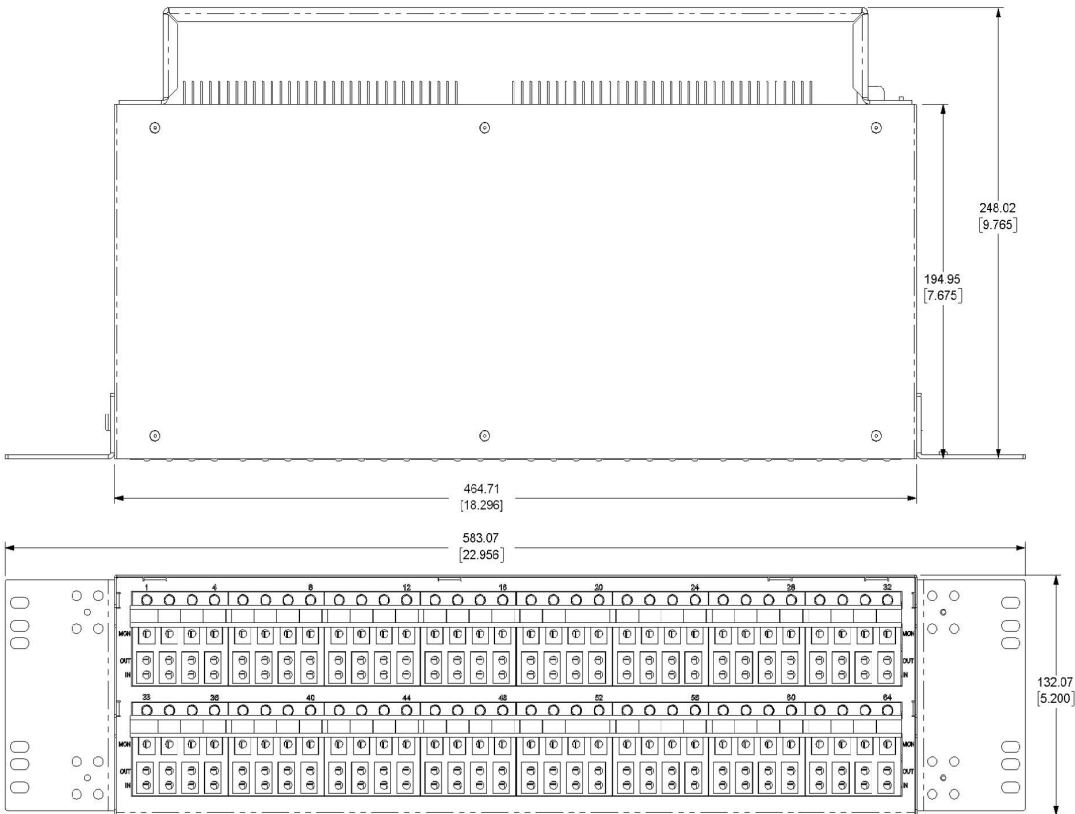 248.02
[9.765]
194.95
[7.675]
464.71
[18.296]
583.07
[22.956]
1 4 8 12 16 20 24 28 32
MON MON
OUT OUT
IN IN
132.07
[5.200]
33 36 40 44 48 52 56 60 64
MON MON
OUT OUT
IN IN